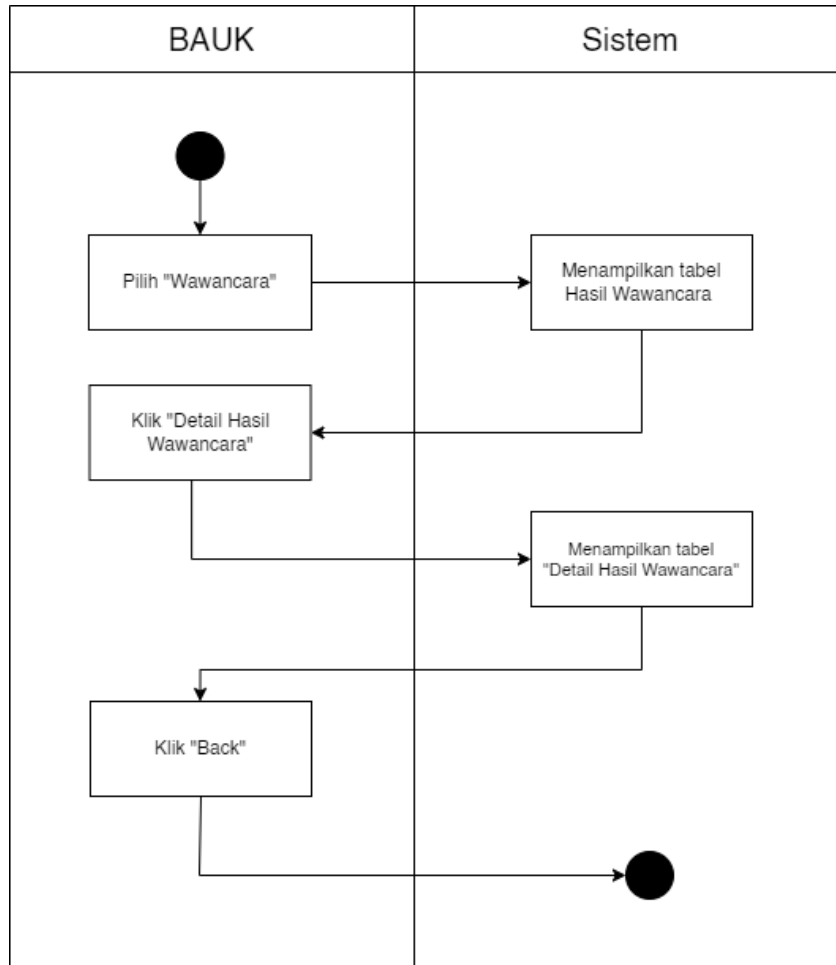 BAUK
Sistem
Pilih "Wawancara"
Menampilkan tabel
Hasil Wawancara
Klik "Detail Hasil
Wawancara"
Menampilkan tabel
"Detail Hasil Wawancara"
Klik "Back"